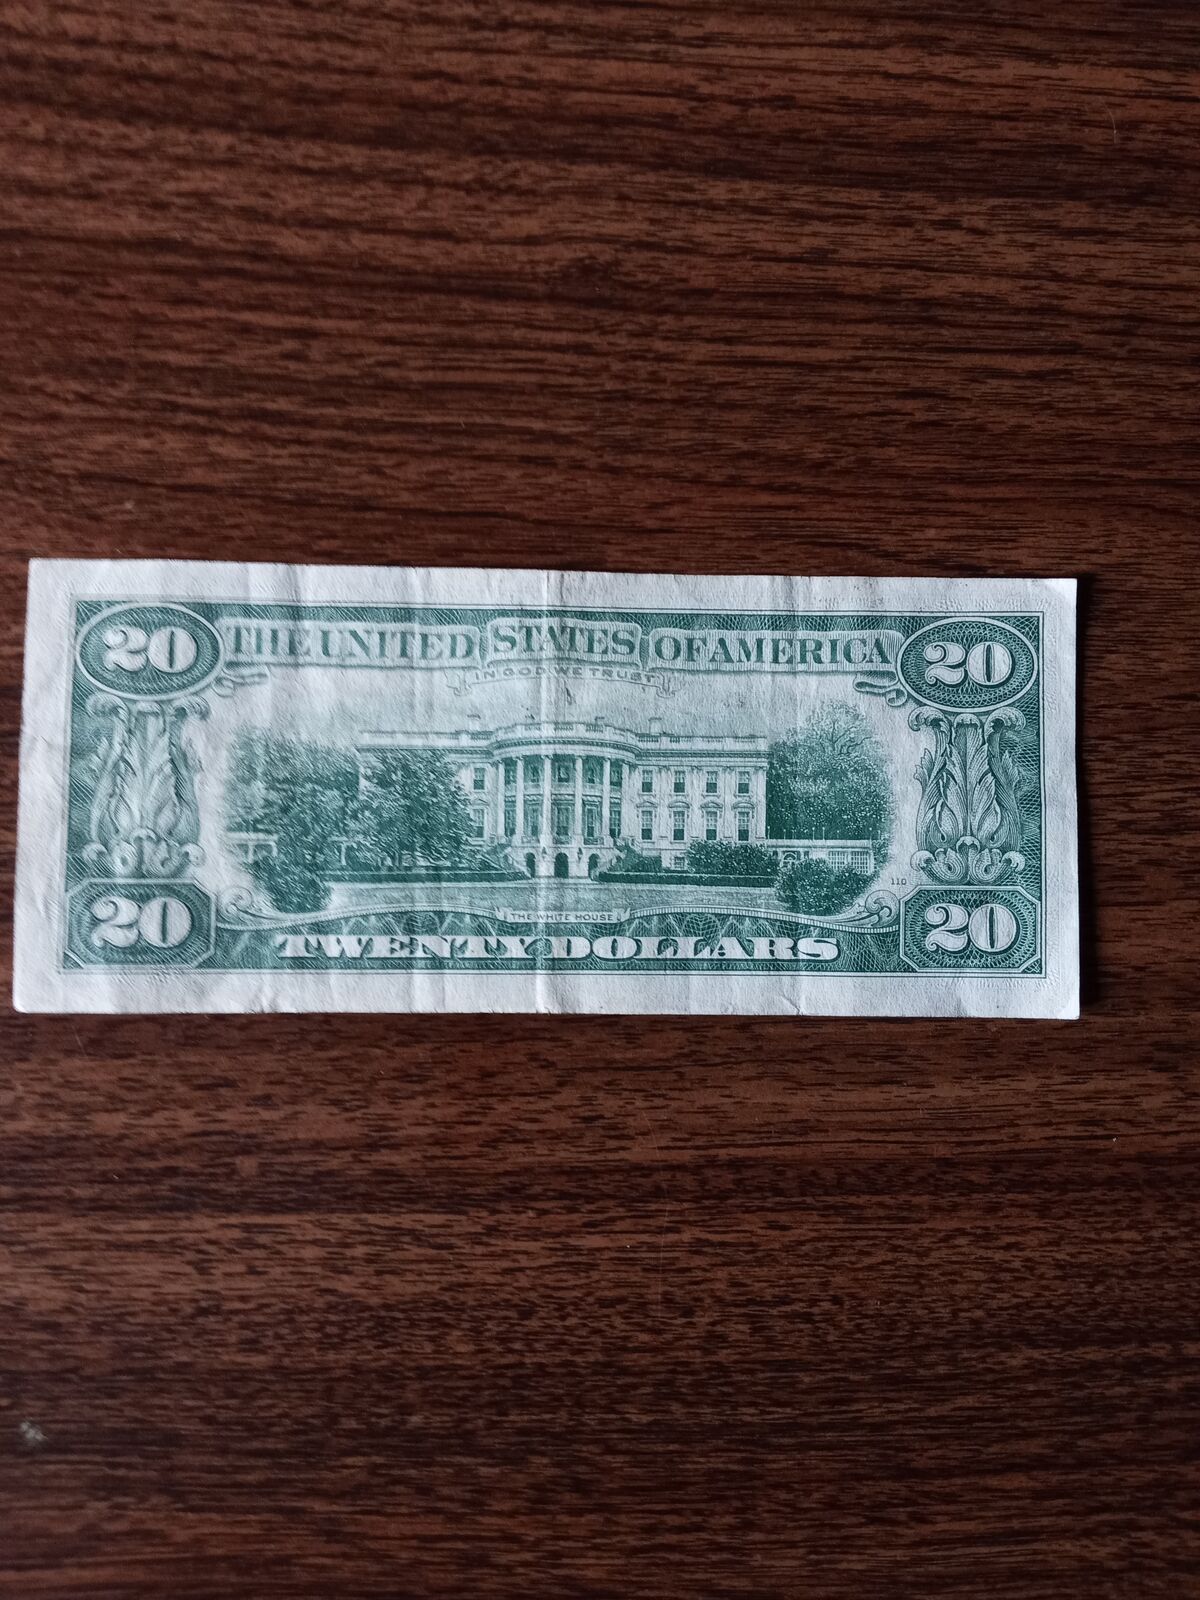 20 THE UNITED STATES OF AMERICA 20
IN GOD WE TRUST
110
20 THE WHITE HOUSE 20
TWENTY DOLLARS